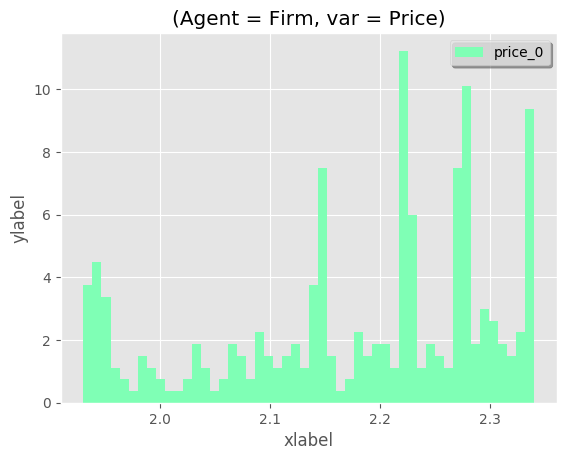 (Agent = Firm, var = Price)
price_0
ylabel
10
8
6
4
2
0
2.0
2.1
2.2
2.3
xlabel